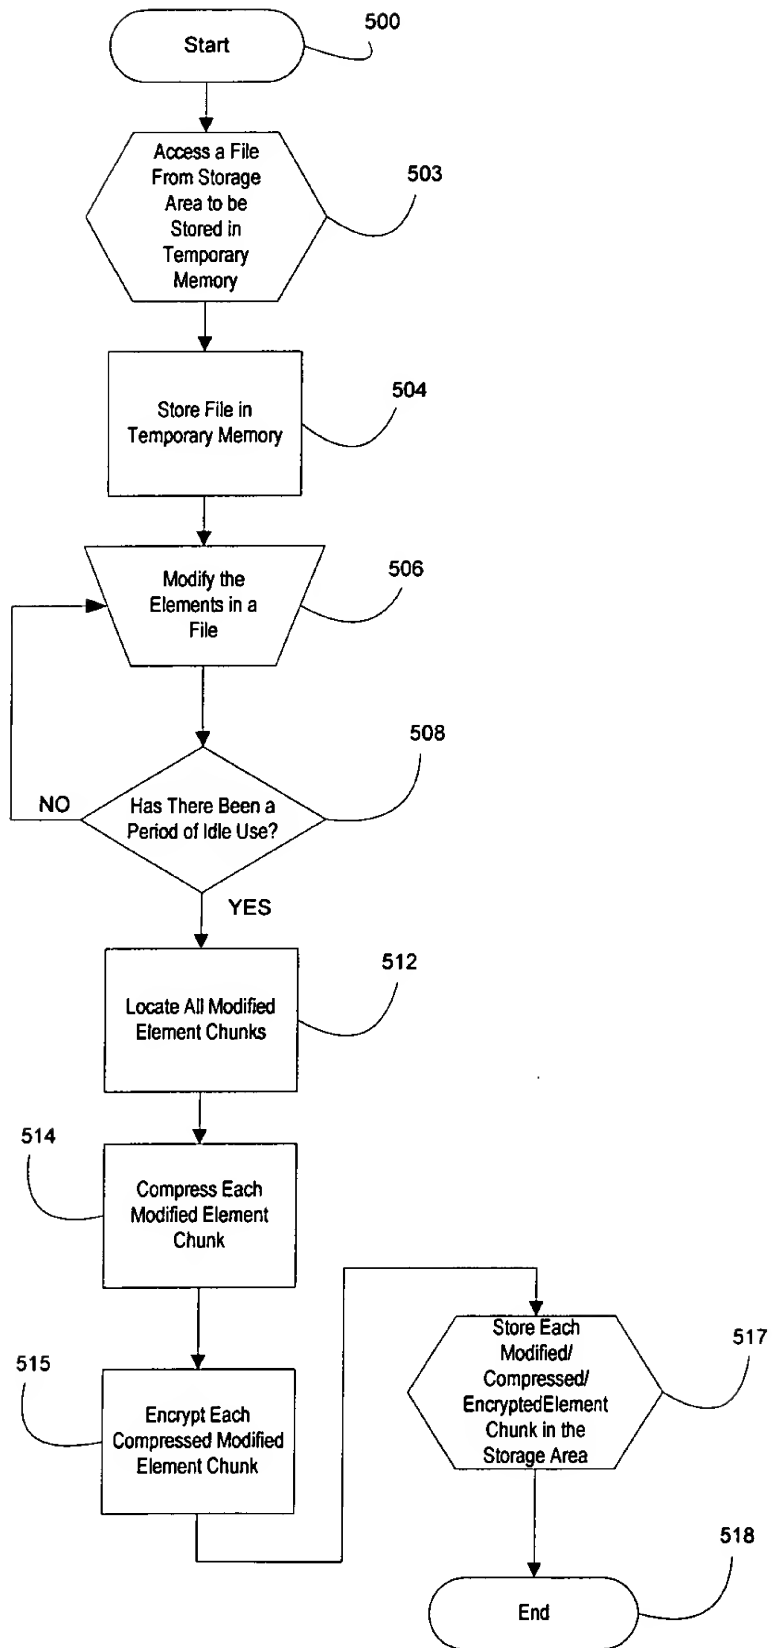 Start
500
Access a File
From Storage
Area to be
Stored in
Temporary
Memory
503
Store File in
Temporary Memory
504
Modify the
Elements in a
File
506
Has There Been a
Period of Idle Use?
508
NO
YES
Locate All Modified
Element Chunks
512
514
Compress Each
Modified Element
Chunk
515
Encrypt Each
Compressed Modified
Element Chunk
Store Each
Modified/
Compressed/
EncryptedElement
Chunk in the
Storage Area
517
End
518